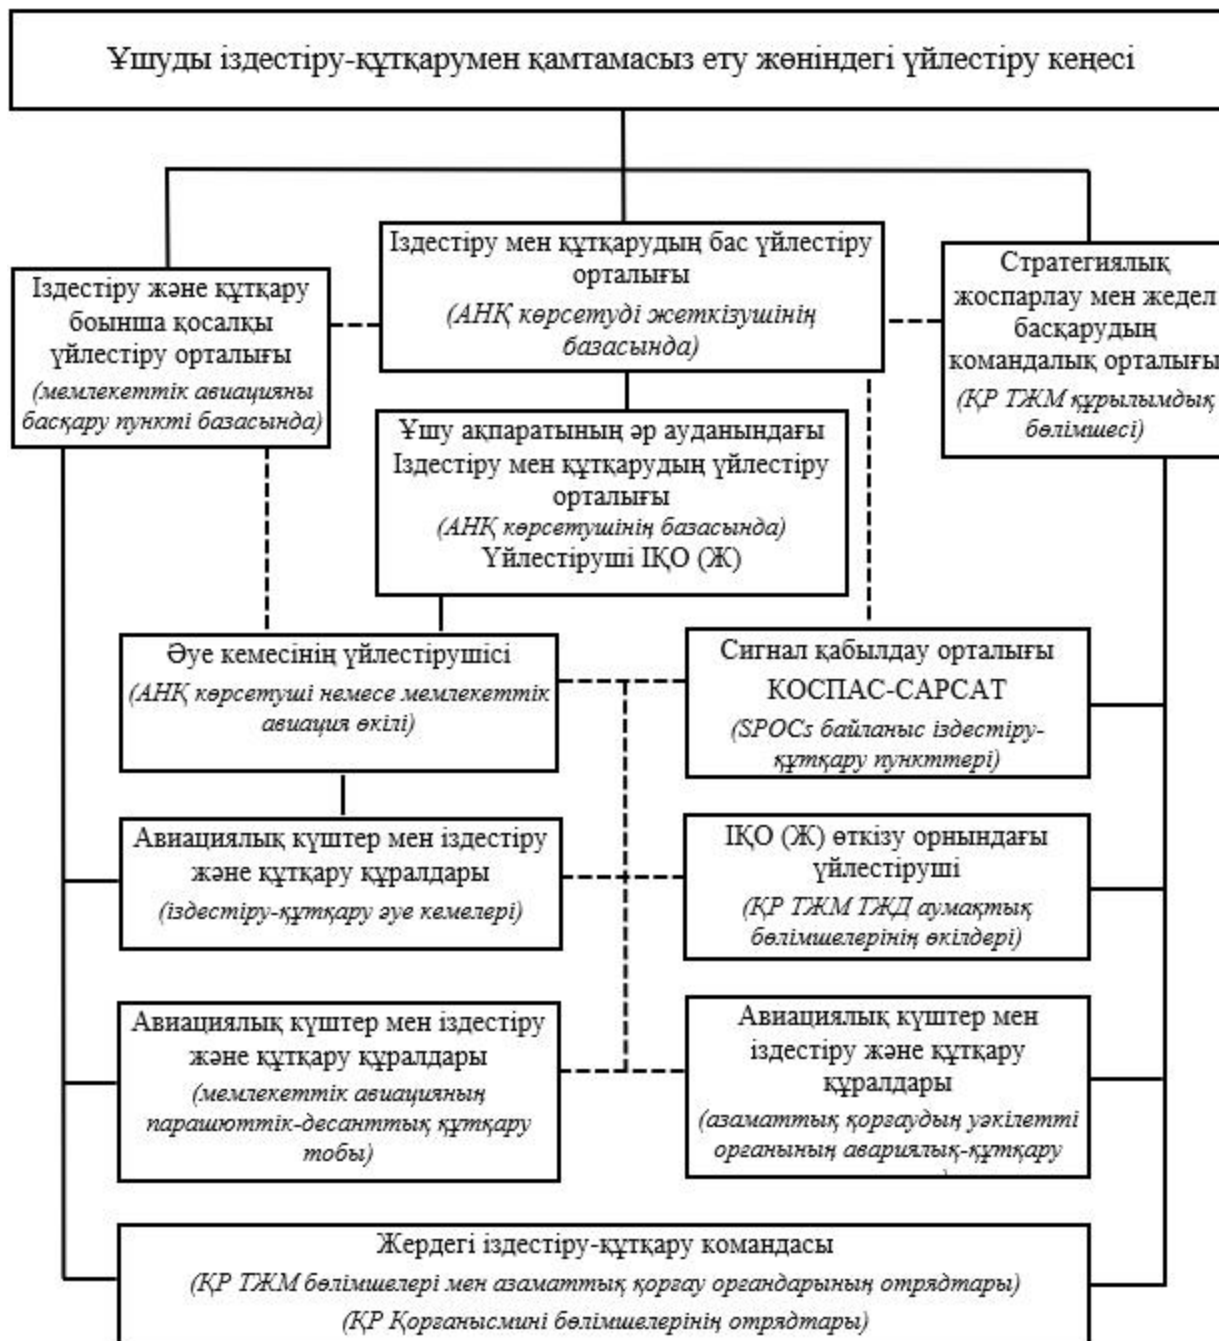 Ұшуды іздестіру-құтқарумен қамтамасыз ету жөніндегі үйлестіру кеңесі
Іздестіру және құтқару
боынша қосалқы
үйлестіру орталығы
(мемлекеттік авиацияны
басқару пункті базасында)
Іздестіру мен құтқарудың бас үйлестіру
орталығы
(АНҚ көрсетуді жеткізушінің
базасында)
Стратегиялық
жоспарлау мен жедел
басқарудың
командалық орталығы
(ҚР ТЖМ құрылымдық
бөлімшесі)
Ұшу ақпаратының әр ауданындағы
Іздестіру мен құтқарудың үйлестіру
орталығы
(АНҚ көрсетушінің базасында)
Үйлестіруші ІҚО (Ж)
Әуе кемесінің үйлестірушісі
(АНҚ көрсетуші немесе мемлекеттік
авиация өкілі)
Сигнал қабылдау орталығы
КОСПАС-САРСАТ
(SPOCs байланыс іздестіру-
құтқару пункттері)
Авиациялық күштер мен іздестіру
және құтқару құралдары
(іздестіру-құтқару әуе кемелері)
ІҚО (Ж) өткізу орнындағы
үйлестіруші
(ҚР ТЖМ ТЖД аумақтық
бөлімшелерінің өкілдері)
Авиациялық күштер мен іздестіру
және құтқару құралдары
(мемлекеттік авиацияның
парашюттік-десанттық құтқару
тобы)
Авиациялық күштер мен
іздестіру және құтқару
құралдары
(азаматтық қорғаудың уәкілетті
органының авариялық-құтқару
Жердегі іздестіру-құтқару командасы
(ҚР ТЖМ бөлімшелері мен азаматтық қорғау органдарының отрядтары)
(ҚР Қорғанысмині бөлімшелерінің отрядтары)